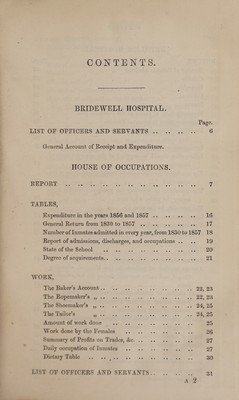 CONTENTS.
BRIDEWELL HOSPITAL.
Page.
LIST OF OFFICERS AND SERVANTS .. .. .. .. 6
General Account of Receipt and Expenditure.
HOUSE OF OCCUPATIONS.
REPORT .. .. .. .. .. .. .. .. .. .. .. 7
TABLES,
Expenditure in the years 1856 and 1857 .. .. .. .. 16
General Return from 1830 to 1857 .. .. .. .. .. 17
Number of Inmates admitted in every year, from 1830 to 1857 18
Report of admissions, discharges, and occupations .. .. 19
State of the School .. .. .. .. .. .. .. 20
Degree of acquirements.. .. .. .. .. .. .. 21
WORK,
The Baker's Account .. .. .. .. .. .. .. 22, 23
The Ropemaker's „ .. .. .. .. .. .. .. 22, 23
The Shoemaker's „ .. .. .. .. .. .. .. 24, 25
The Tailor's „ .. .. .. .. .. .. .. 24, 25
Amount of work done .. .. .. .. .. .. 25
Work done by the Females .. .. .. .. .. 26
Summary of Profits on Trades, &c. .. .. .. .. .. 27
Daily occupation of Inmates .. .. .. .. .. 27
Dietary Table .. .. .. .. .. .. .. .. 30
LIST OF OFFICERS AND SERVANTS .. .. .. .. 31
A 2